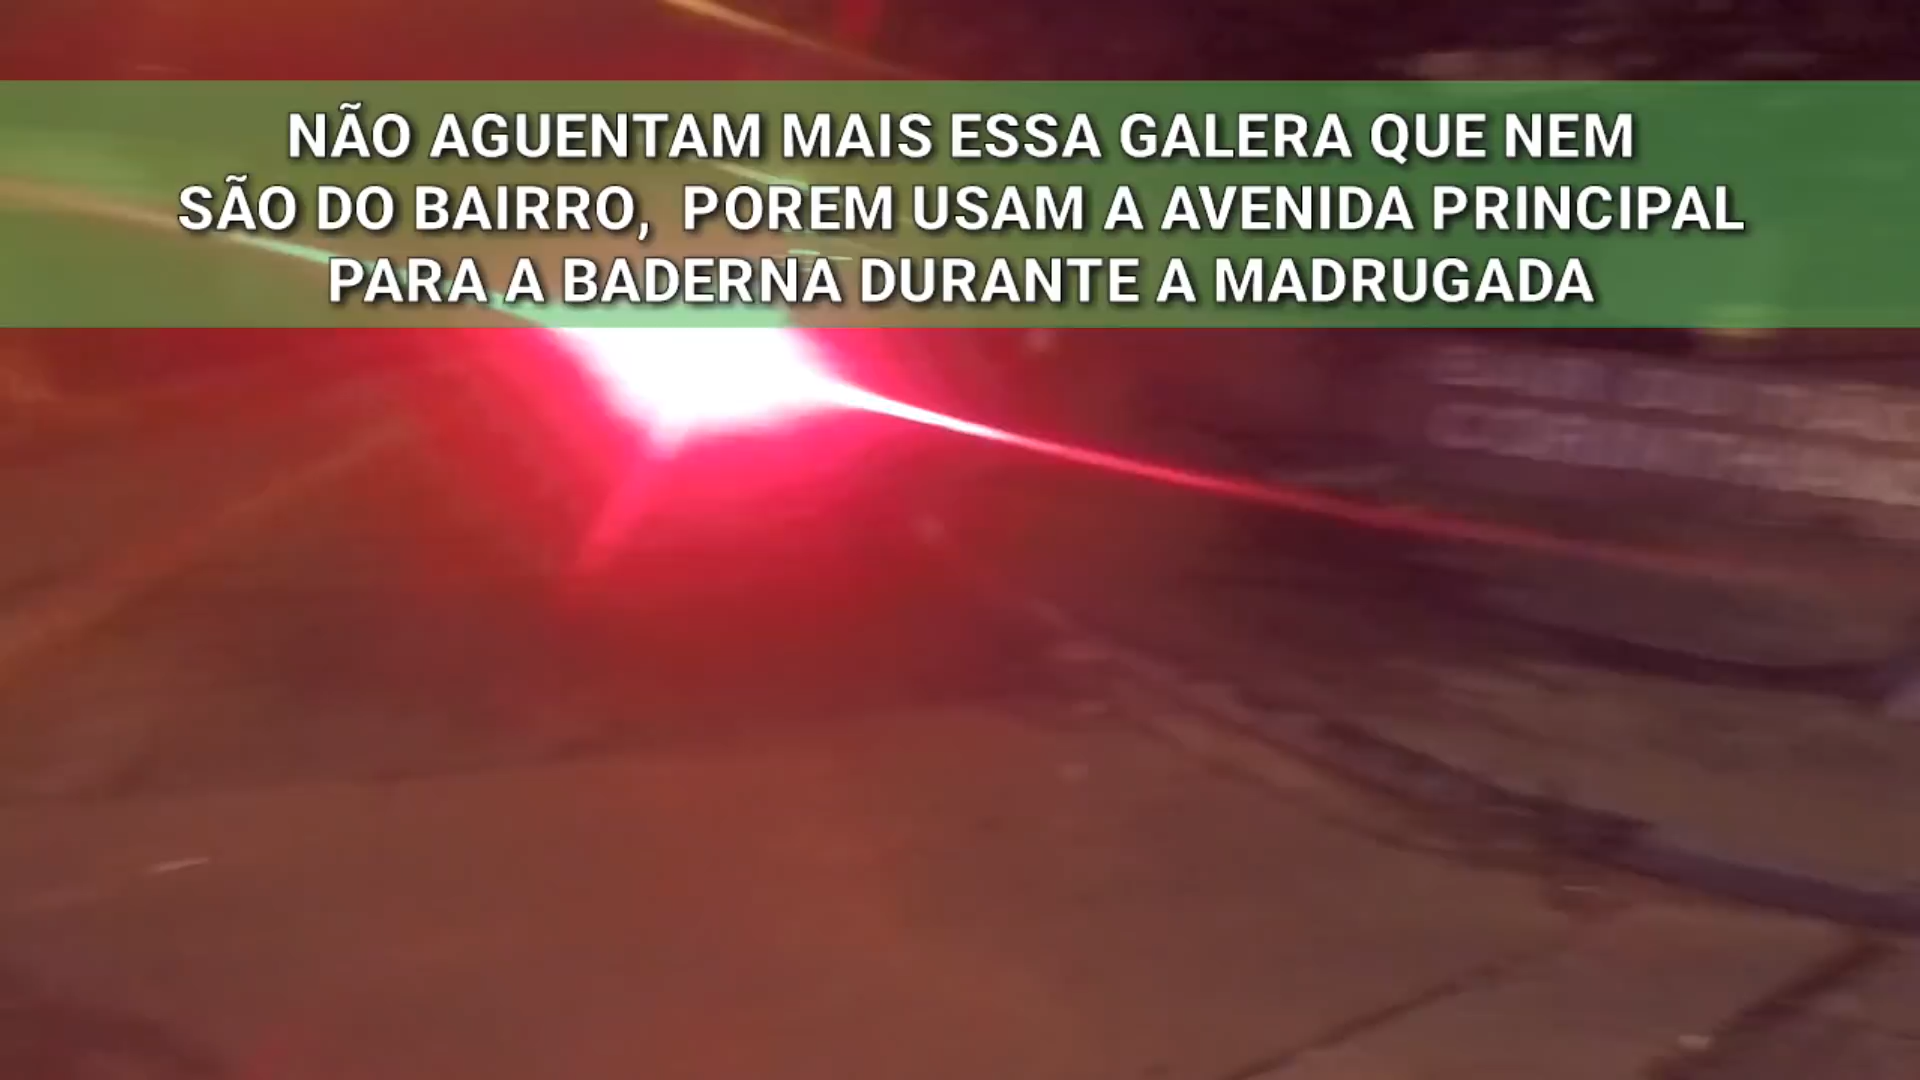 NÃO AGUENTAM MAIS ESSA GALERA QUE NEM
SÃO DO BAIRRO, POREM USAM A AVENIDA PRINCIPAL
PARA A BADERNA DURANTE A MADRUGADA